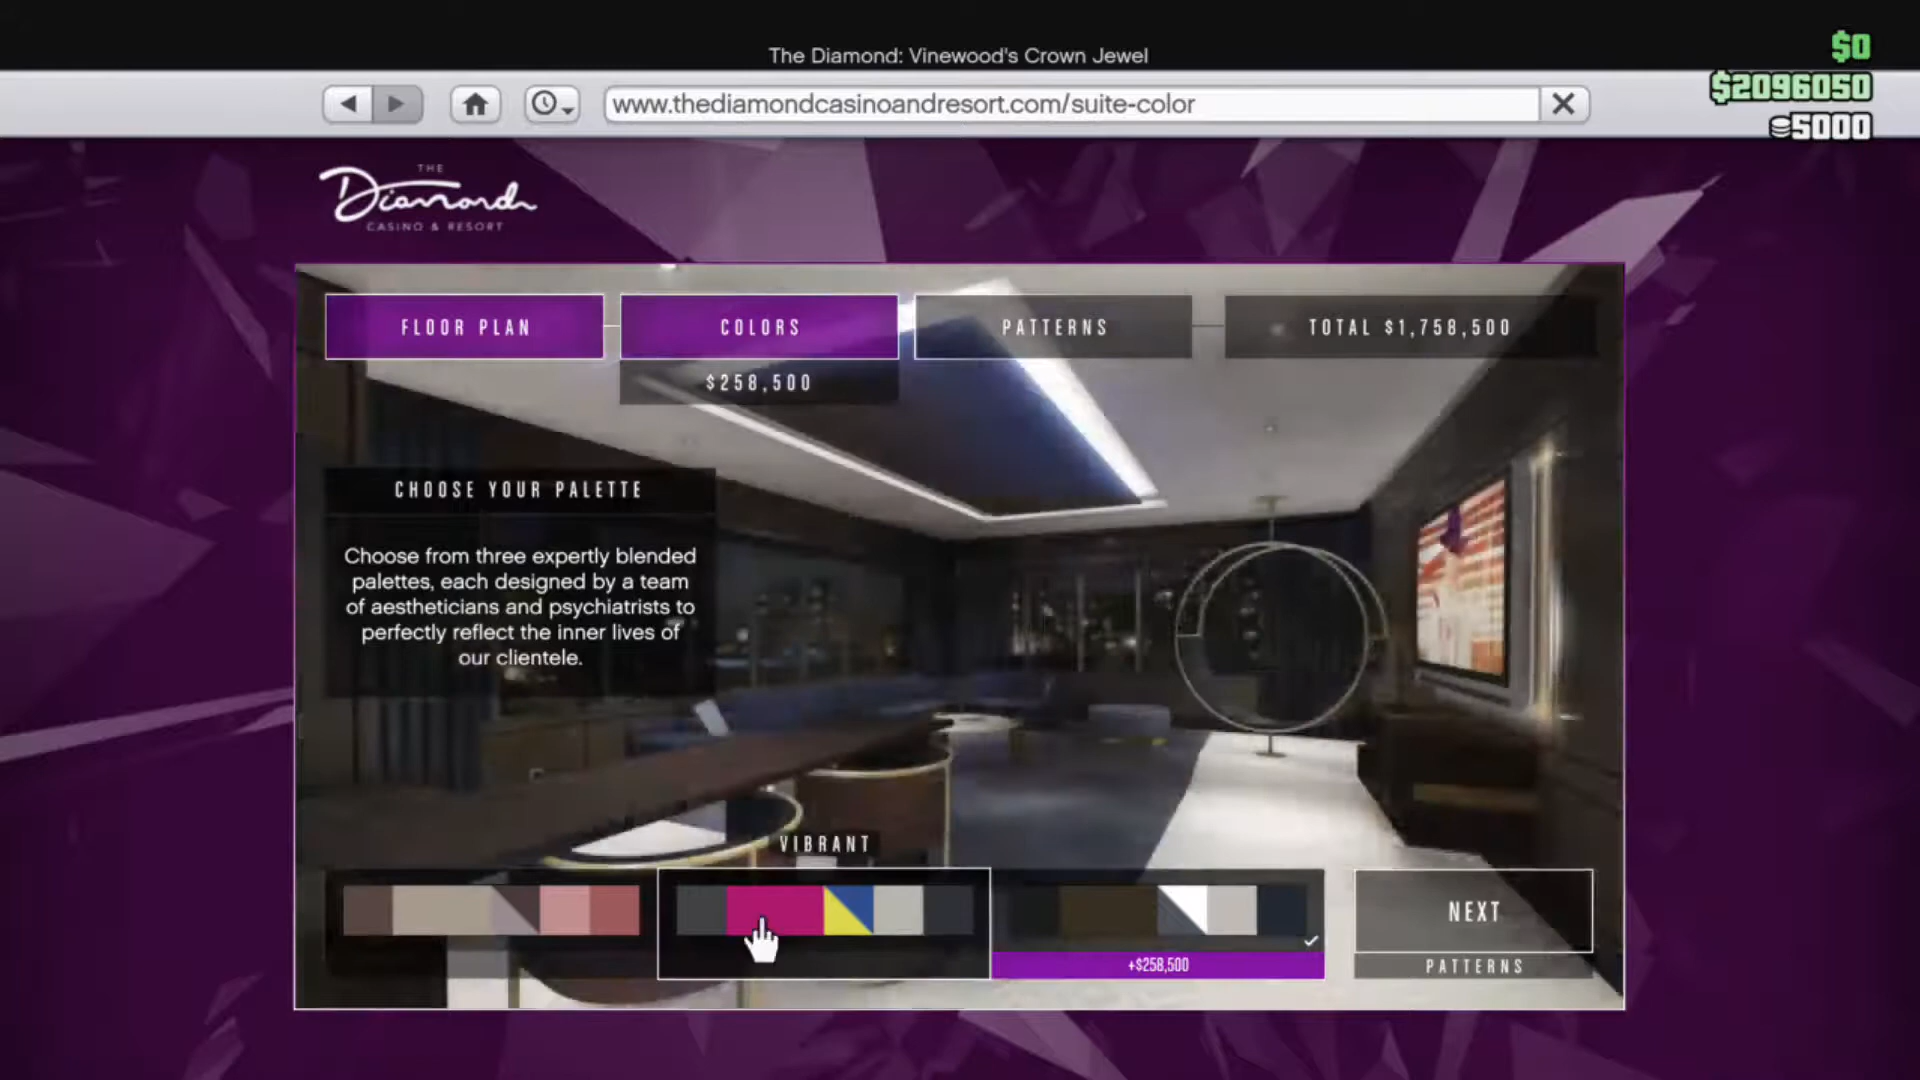 The Diamond: Vinewood's Crown Jewel
$0
$2096050
5000
www.thediamondcasinoandresort.com/suite-color
THE
Diamond
CASINO & RESORT
FLOOR PLAN
COLORS
PATTERNS
TOTAL $1,758,500
$258,500
CHOOSE YOUR PALETTE
Choose from three expertly blended
palettes, each designed by a team
of aestheticians and psychiatrists to
perfectly reflect the inner lives of
our clientele.
VIBRANT
+$258,500
NEXT
PATTERNS